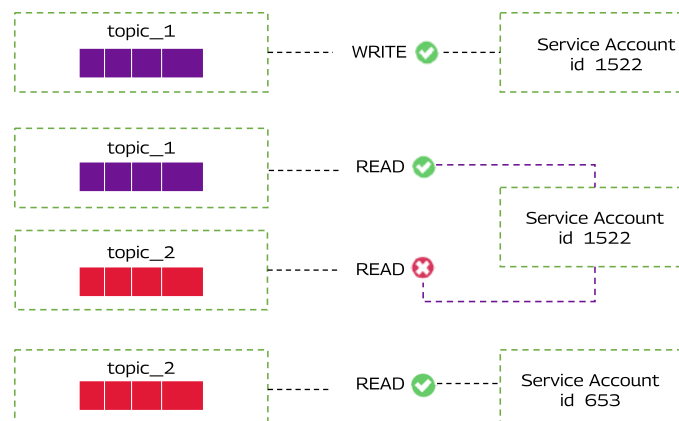 topic_1
WRITE
Service Account
id 1522
topic_1
READ
Service Account
id 1522
topic_2
READ
topic_2
READ
Service Account
id 653